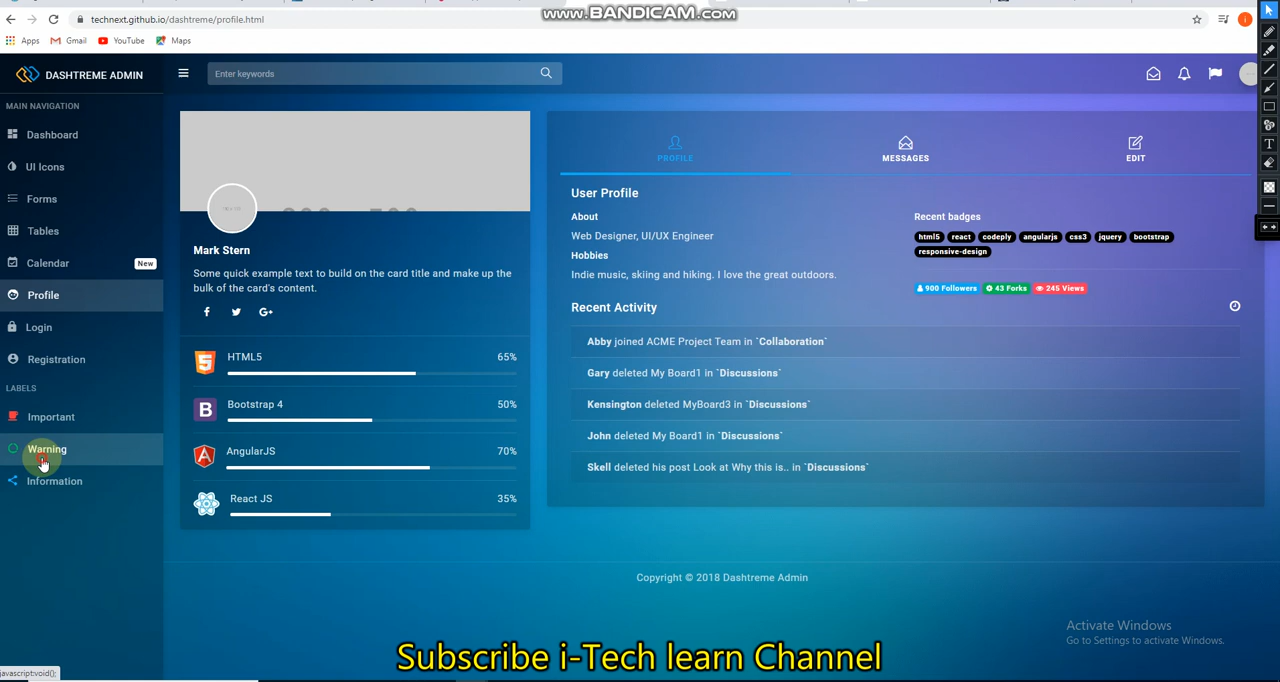 www.BANDICAM.com
technext.github.io/dashtreme/profile.html
Apps Gmail YouTube Maps
DASHTREME ADMIN
Enter keywords
MAIN NAVIGATION
Dashboard
UI Icons
Forms
Tables
Calendar New
Profile
Login
Registration
LABELS
Important
Warning
Information
Mark Stern
Some quick example text to build on the card title and make up the
bulk of the card's content.
HTML5 65%
Bootstrap 4 50%
AngularJS 70%
React JS 35%
PROFILE MESSAGES EDIT
User Profile
About
Web Designer, UI/UX Engineer
Hobbies
Indie music, skiing and hiking. I love the great outdoors.
Recent badges
html5 react codeply angularjs css3 jquery bootstrap
responsive-design
900 Followers 43 Forks 245 Views
Recent Activity
Abby joined ACME Project Team in `Collaboration`
Gary deleted My Board1 in `Discussions`
Kensington deleted MyBoard3 in `Discussions`
John deleted My Board1 in `Discussions`
Skell deleted his post Look at Why this is.. in `Discussions`
Copyright © 2018 Dashtreme Admin
Activate Windows
Go to Settings to activate Windows.
Subscribe i-Tech learn Channel
javascript:void();